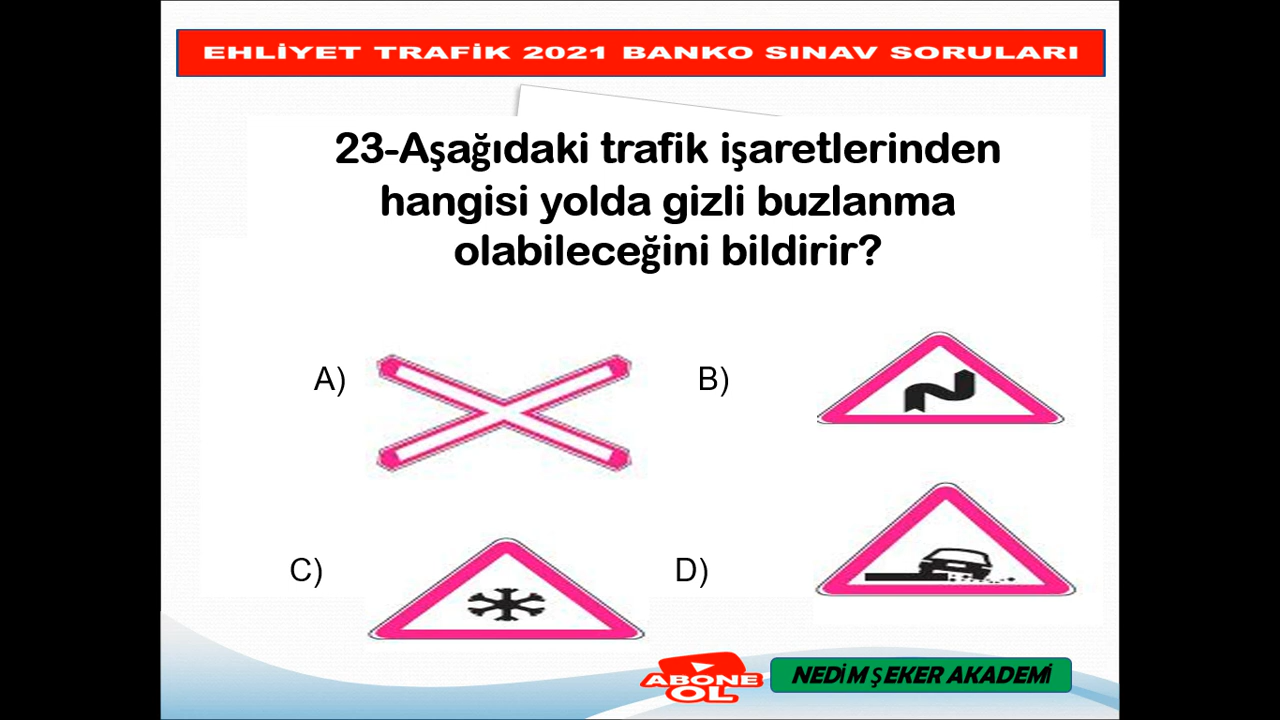 EHLİYET TRAFİK 2021 BANKO SINAV SORULARI
23-Aşağıdaki trafik işaretlerinden
hangisi yolda gizli buzlanma
olabileceğini bildirir?
A)
B)
C)
D)
ABONE
OL
NEDİM ŞEKER AKADEMİ